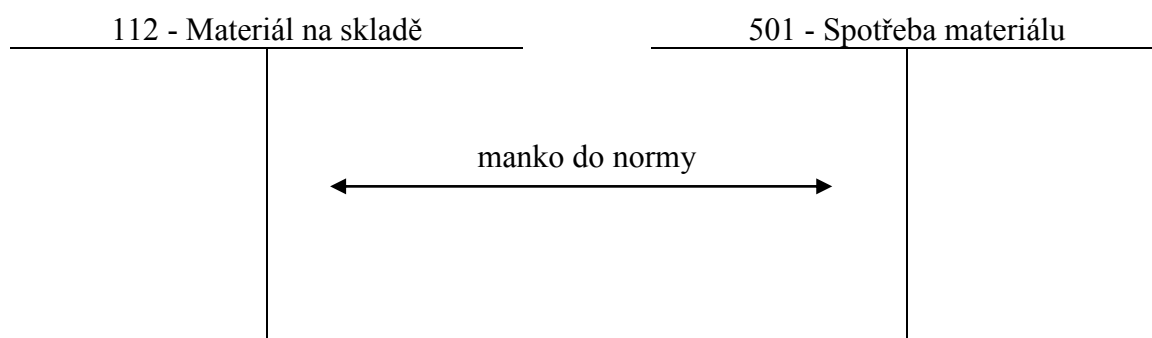 112 - Materiál na skladě
501 - Spotřeba materiálu
manko do normy